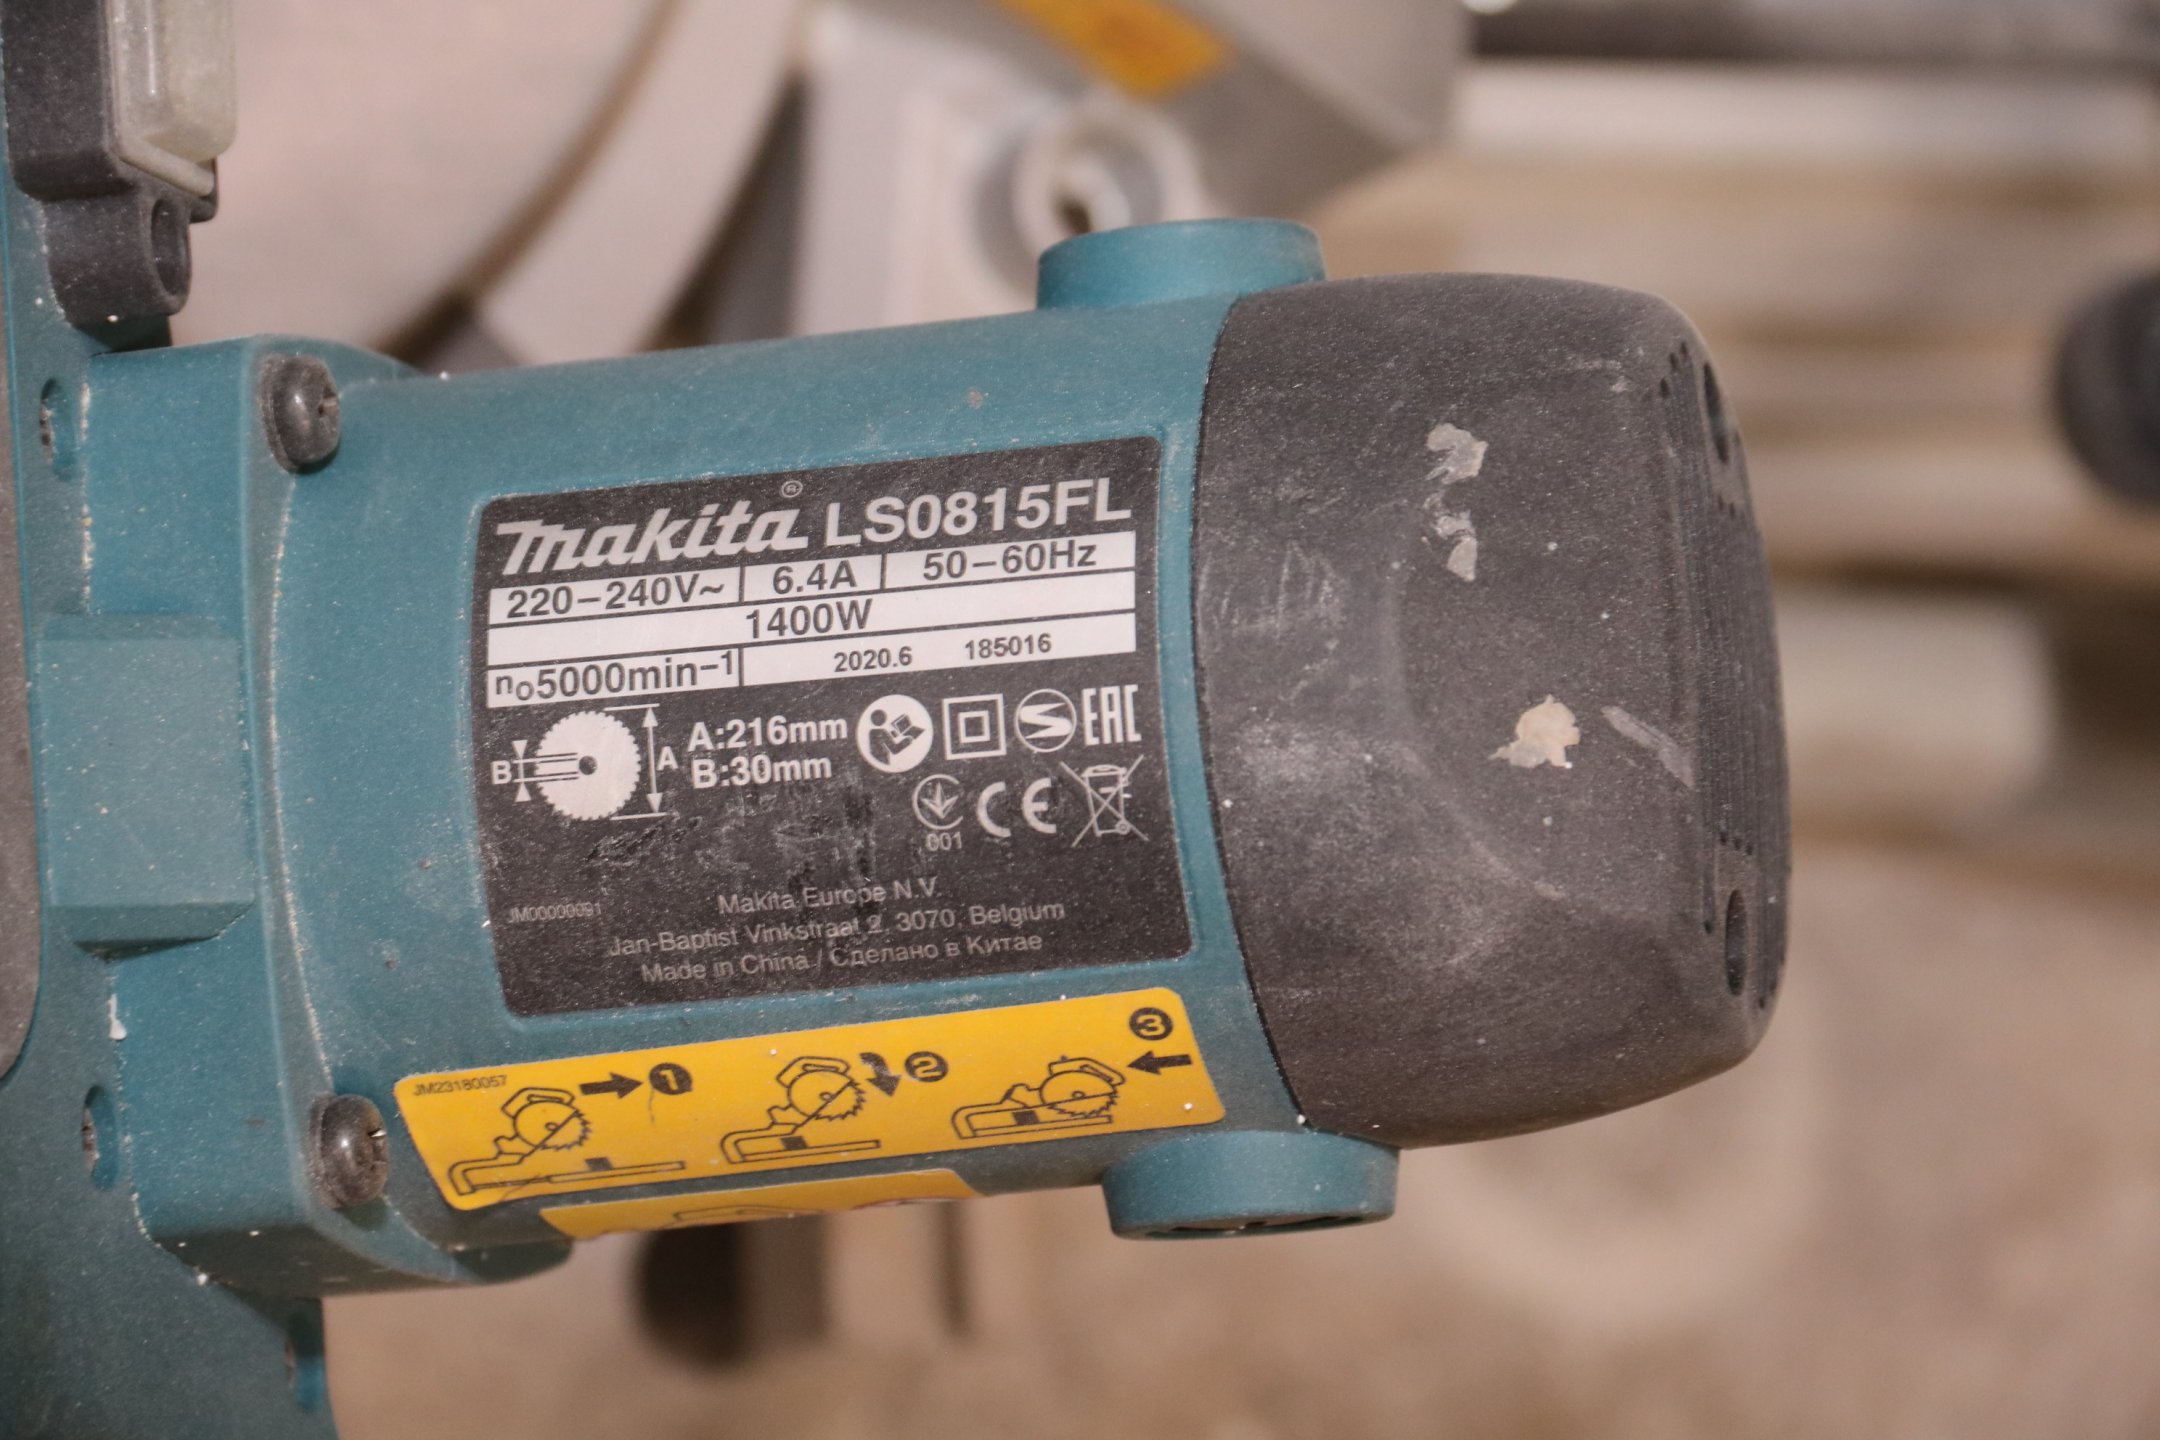 makita® LS0815FL
220–240V~ 6.4A 50–60Hz
1400W
n₀5000min⁻¹ 2020.6 185016
B A A:216mm
B:30mm
EAC
001 CE
JM00000091
Makita Europe N.V.
Jan-Baptist Vinkstraat 2, 3070, Belgium
Made in China / Сделано в Китае
JM23180057 1 2 3